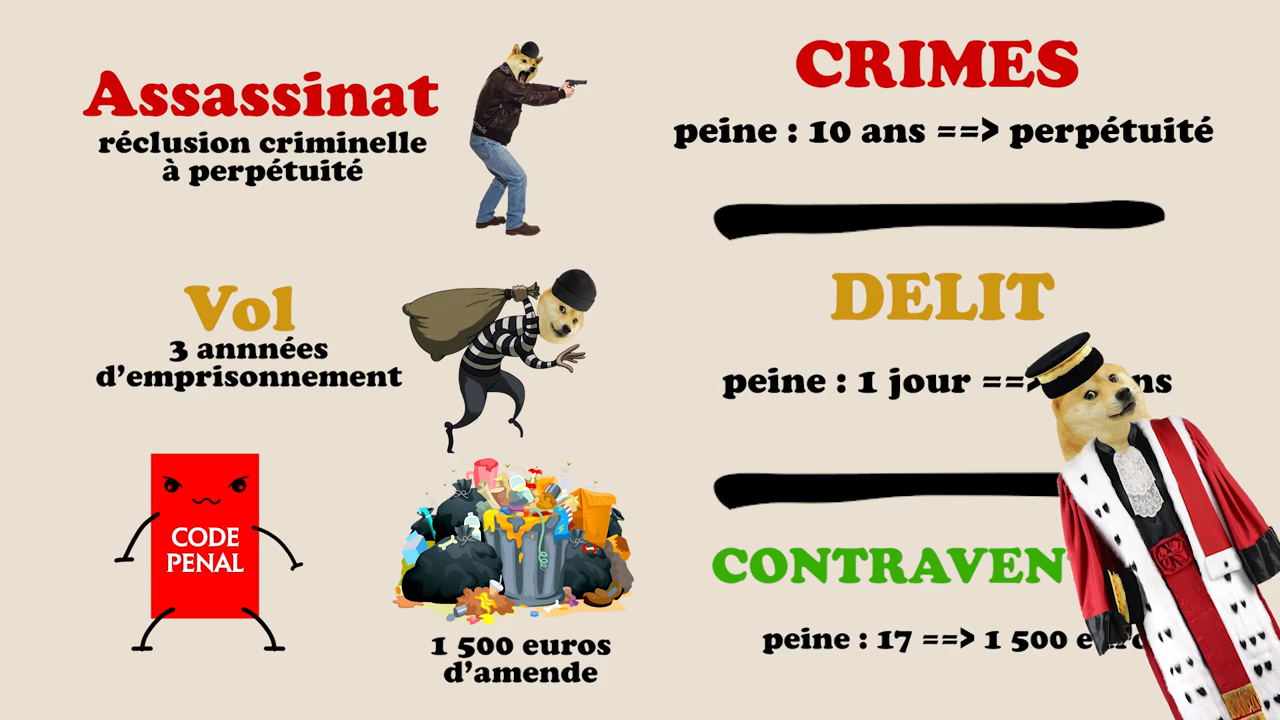 Assassinat
réclusion criminelle
à perpétuité
Vol
3 annnées
d'emprisonnement
CODE
PENAL
1 500 euros
d'amende
CRIMES
peine : 10 ans ==> perpétuité
DELIT
peine : 1 jour ==>
peine : 17 ==> 1 500